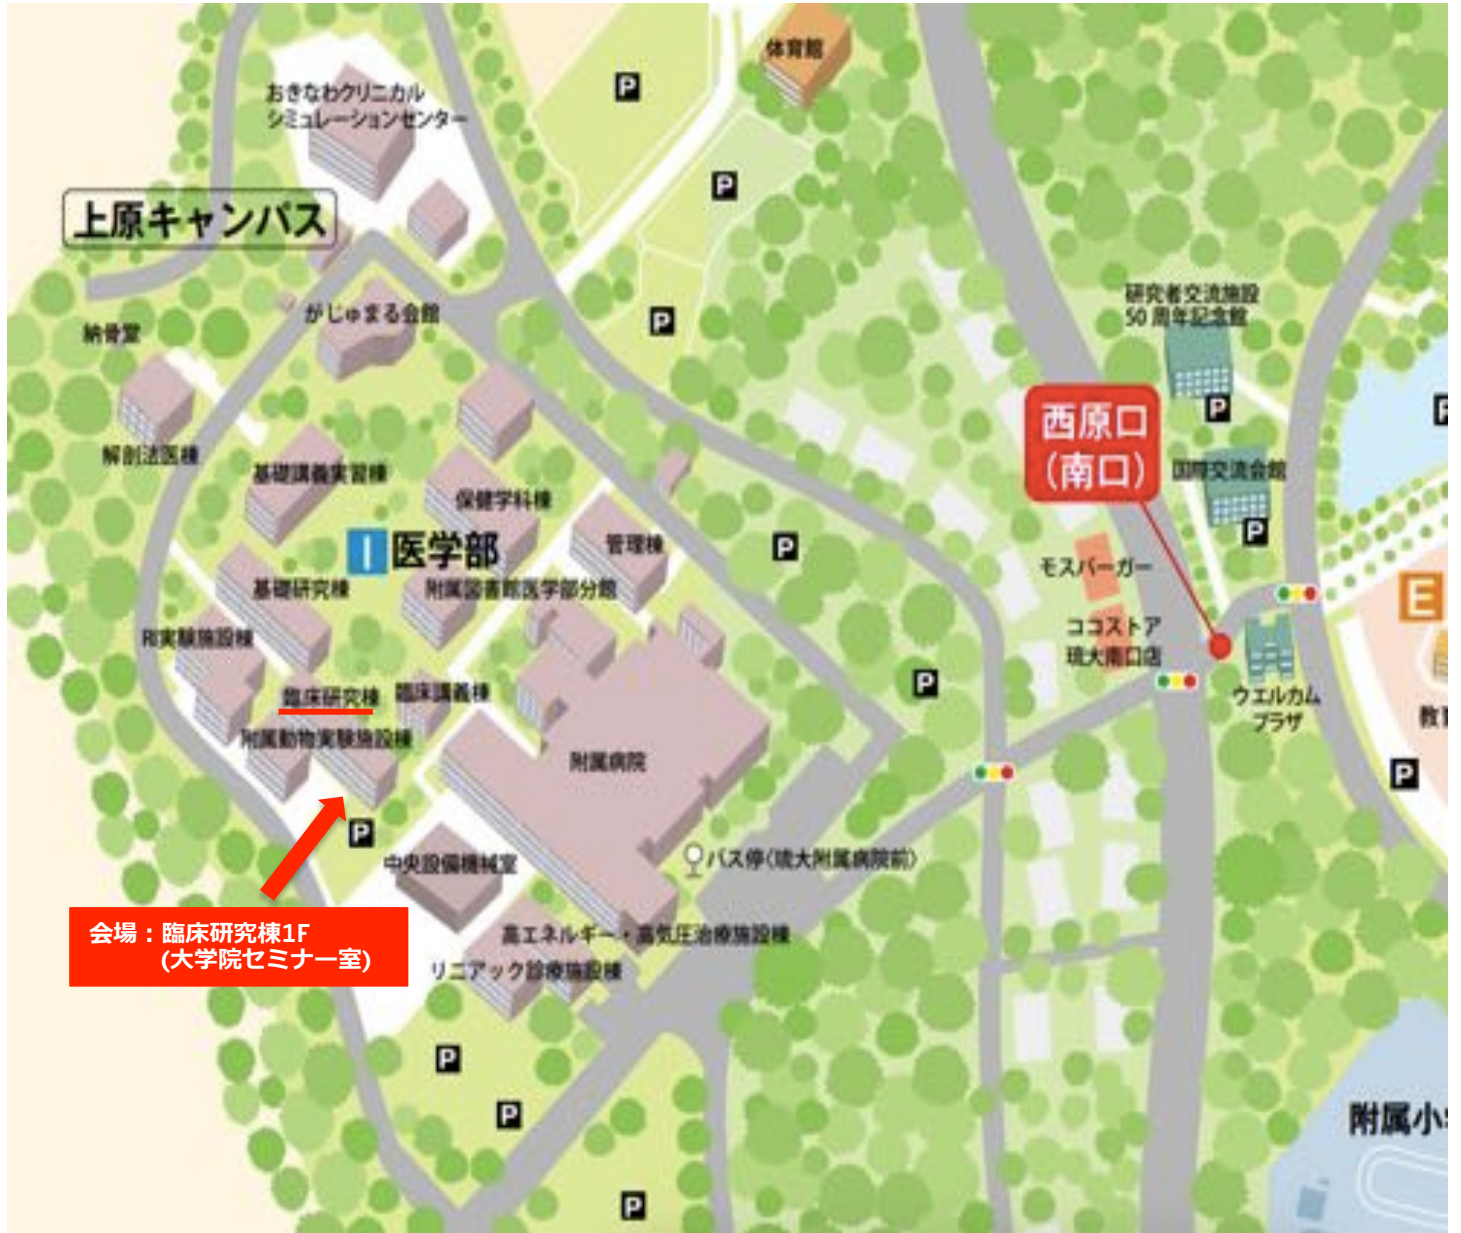 体育館
P
おきなわクリニカル
シミュレーションセンター
P
上原キャンパス
研究者交流施設
50周年記念館
がじゅまる会館
P
納骨堂
P
西原口
(南口)
解剖法医棟
基礎講義実習棟
国際交流会館
保健学科棟
P
I 医学部
管理棟
P
モスバーガー
基礎研究棟
附属図書館医学部分館
E
RI実験施設棟
ココストア
琉大南口店
臨床研究棟
臨床講義棟
P
ウエルカム
プラザ
附属動物実験施設棟
附属病院
P
P
中央設備機械室
バス停(琉大附属病院前)
会場：臨床研究棟1F
(大学院セミナー室)
高エネルギー・高気圧治療施設棟
リニアック診療施設棟
P
P
附属小
P